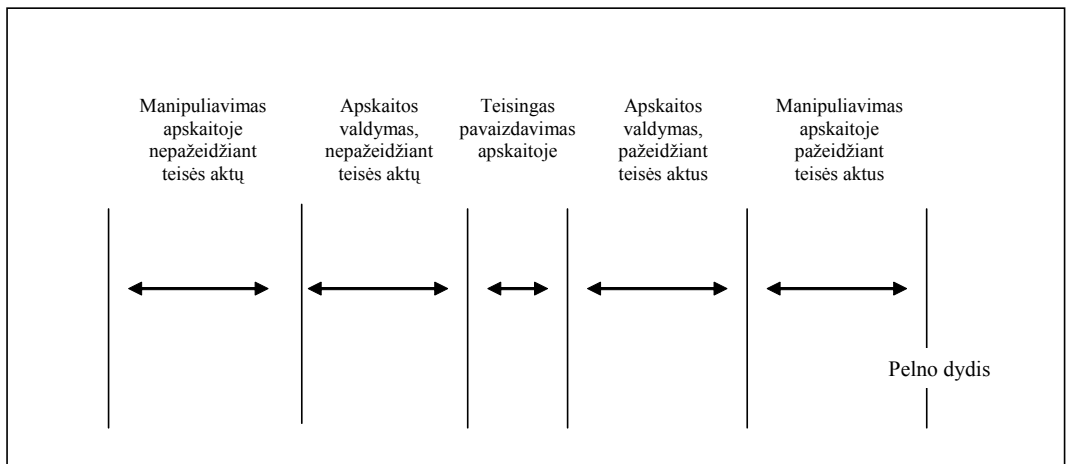 Manipuliavimas
apskaitoje
nepažeidžiant
teisės aktų
Apskaitos
valdymas,
nepažeidžiant
teisės aktų
Teisingas
pavaizdavimas
apskaitoje
Apskaitos
valdymas,
pažeidžiant
teisės aktus
Manipuliavimas
apskaitoje
pažeidžiant
teisės aktus
Pelno dydis